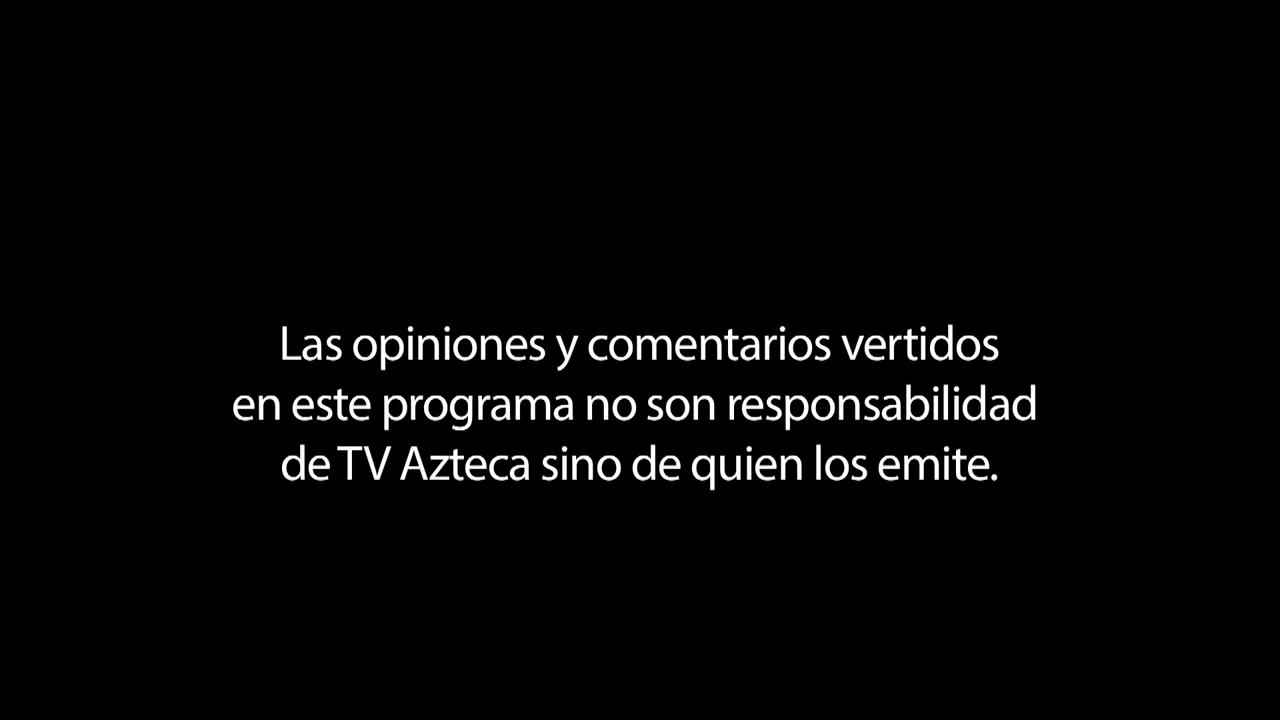 Las opiniones y comentarios vertidos
en este programa no son responsabilidad
de TV Azteca sino de quien los emite.